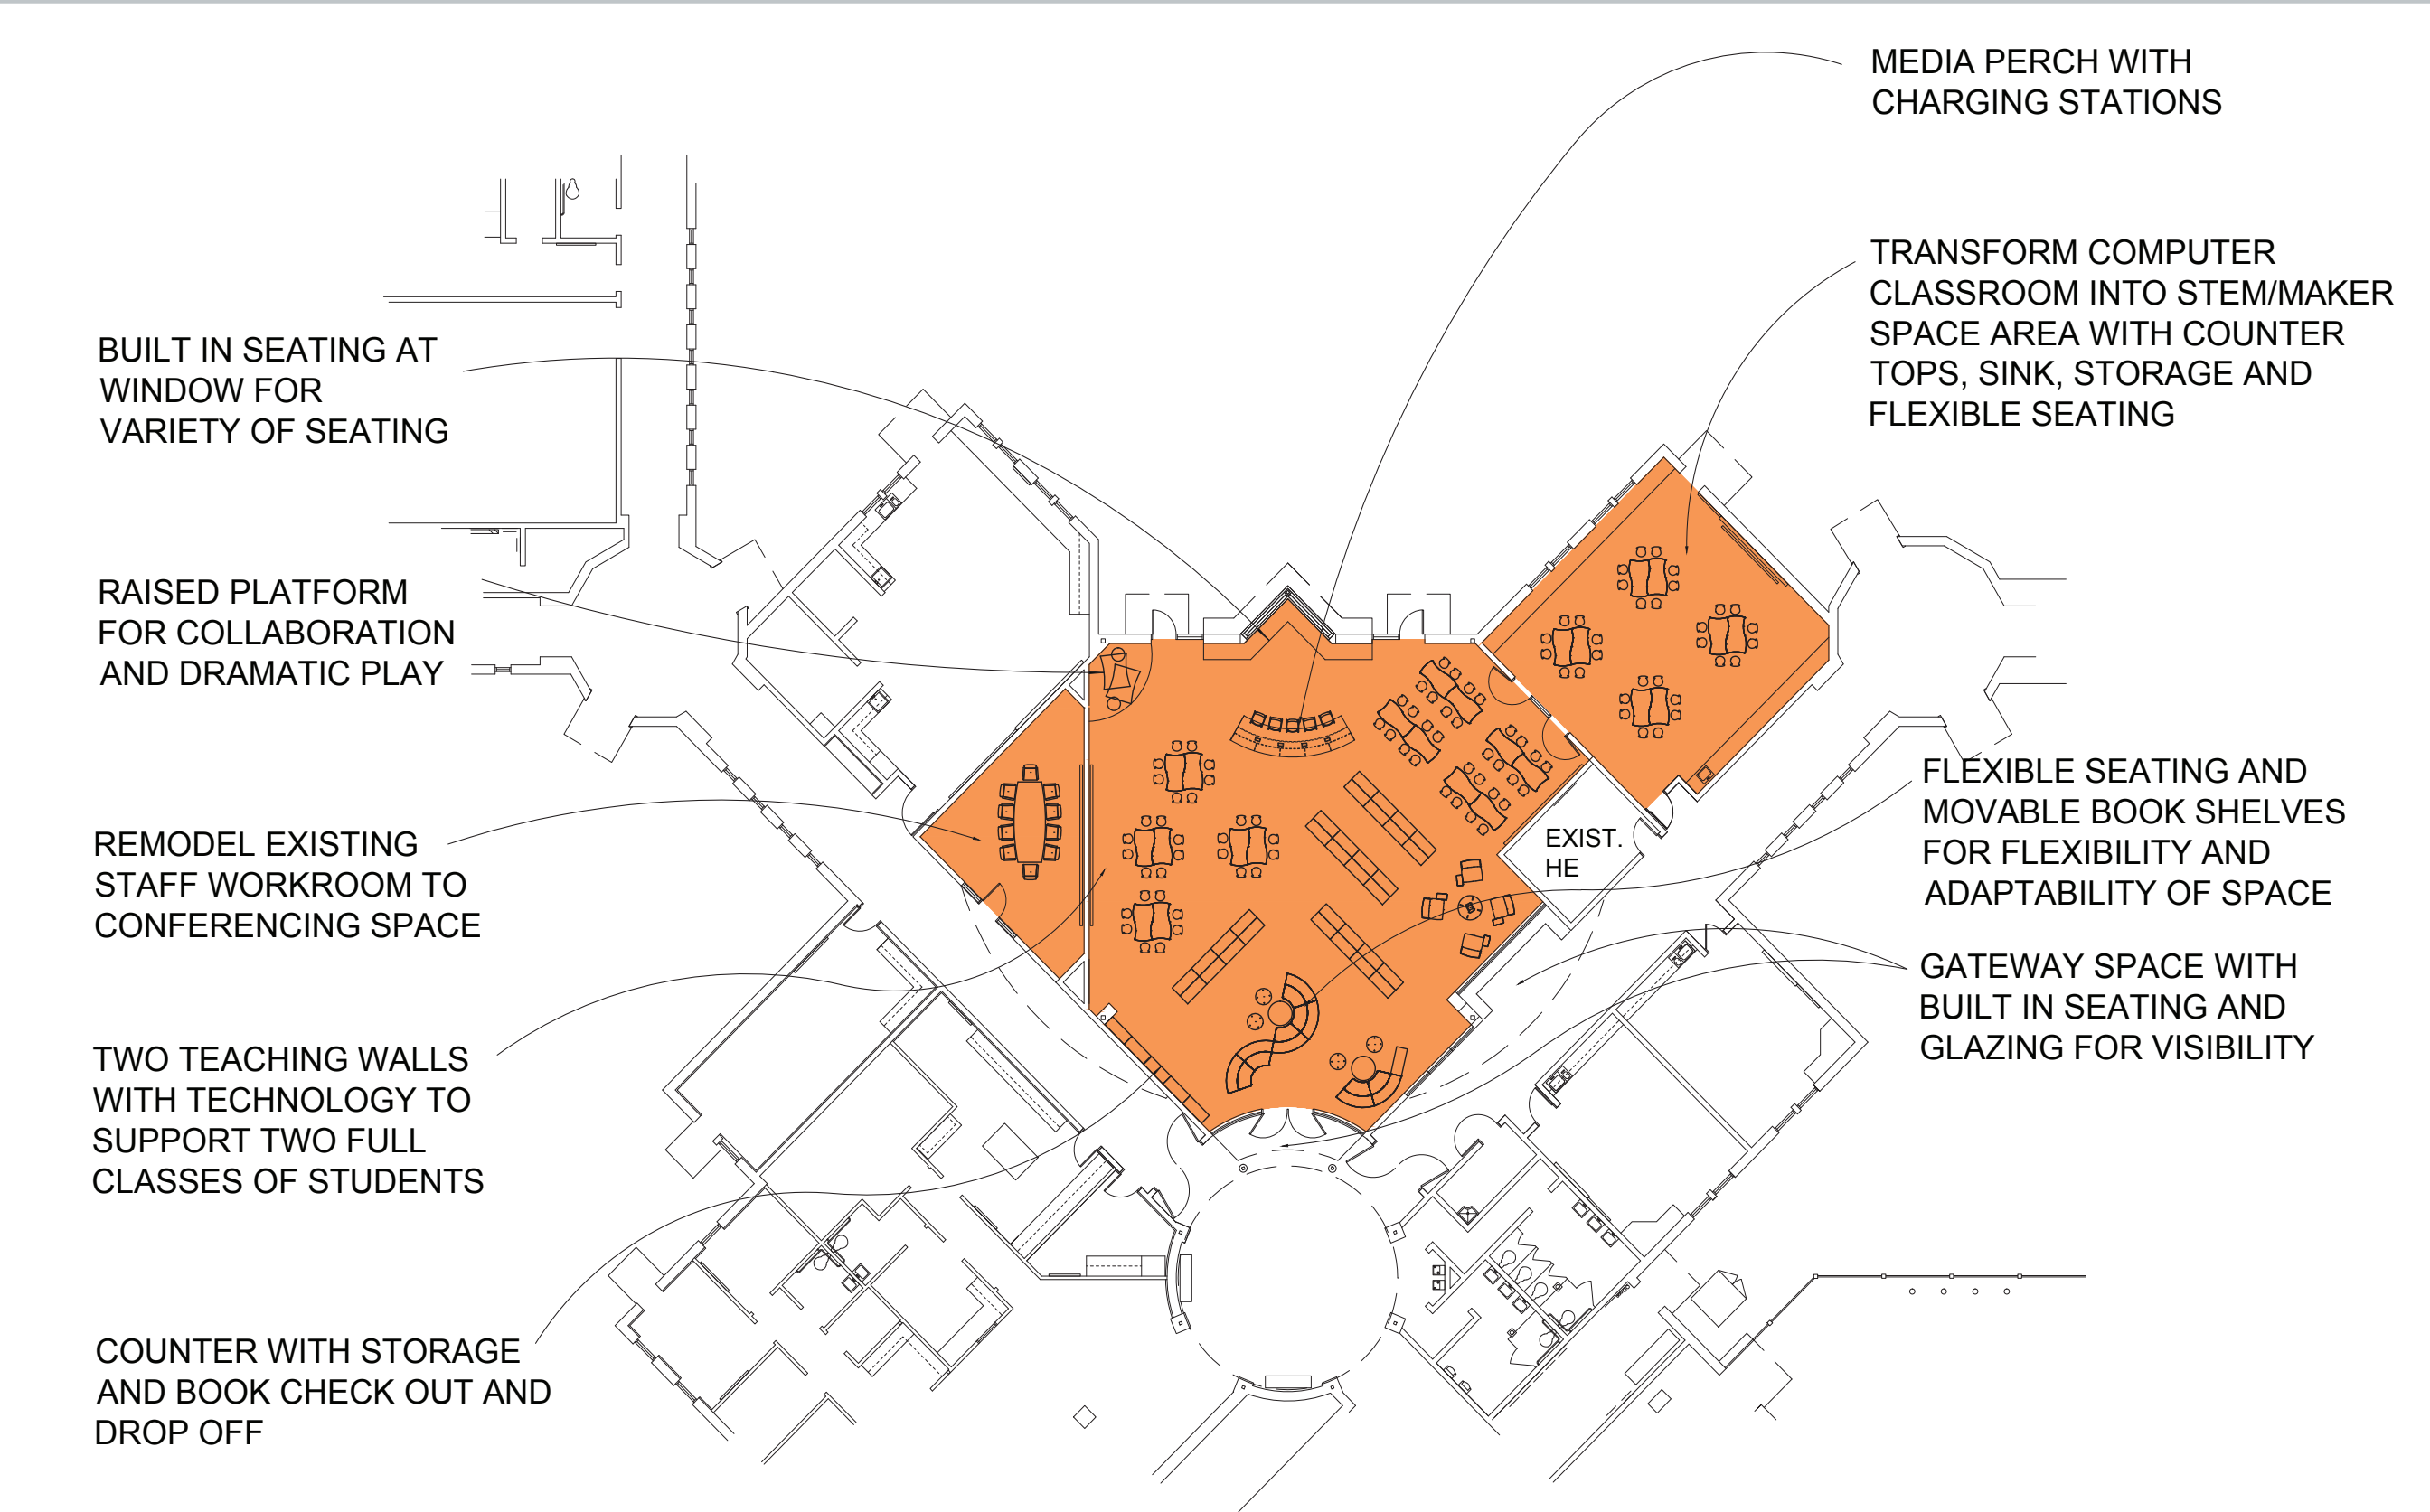 MEDIA PERCH WITH
CHARGING STATIONS
TRANSFORM COMPUTER
CLASSROOM INTO STEM/MAKER
SPACE AREA WITH COUNTER
TOPS, SINK, STORAGE AND
FLEXIBLE SEATING
BUILT IN SEATING AT
WINDOW FOR
VARIETY OF SEATING
RAISED PLATFORM
FOR COLLABORATION
AND DRAMATIC PLAY
REMODEL EXISTING
STAFF WORKROOM TO
CONFERENCING SPACE
EXIST.
HE
FLEXIBLE SEATING AND
MOVABLE BOOK SHELVES
FOR FLEXIBILITY AND
ADAPTABILITY OF SPACE
GATEWAY SPACE WITH
BUILT IN SEATING AND
GLAZING FOR VISIBILITY
TWO TEACHING WALLS
WITH TECHNOLOGY TO
SUPPORT TWO FULL
CLASSES OF STUDENTS
COUNTER WITH STORAGE
AND BOOK CHECK OUT AND
DROP OFF